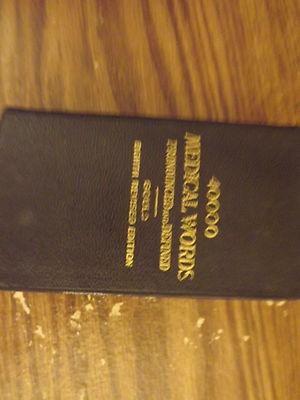 40000
MEDICAL WORDS
PRONOUNCED AND DEFINED
GOULD
EIGHTH REVISED EDITION